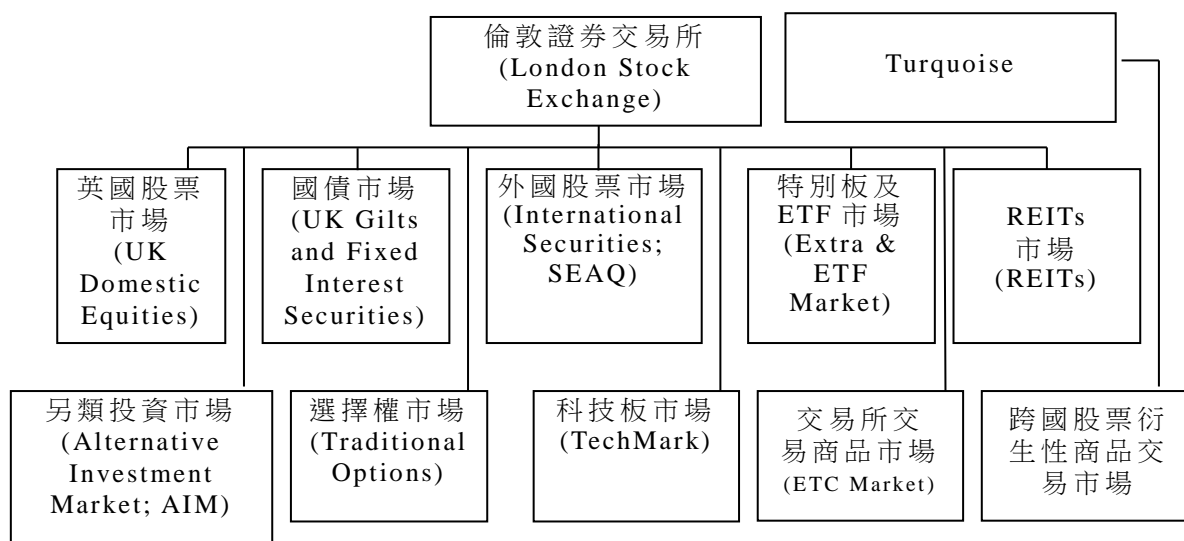 倫敦證券交易所
(London Stock
Exchange)
Turquoise
英國股票
市場
(UK
Domestic
Equities)
國債市場
(UK Gilts
and Fixed
Interest
Securities)
外國股票市場
(International
Securities;
SEAQ)
特別板及
ETF 市場
(Extra &
ETF
Market)
REITs
市場
(REITs)
另類投資市場
(Alternative
Investment
Market; AIM)
選擇權市場
(Traditional
Options)
科技板市場
(TechMark)
交易所交
易商品市場
(ETC Market)
跨國股票衍
生性商品交
易市場